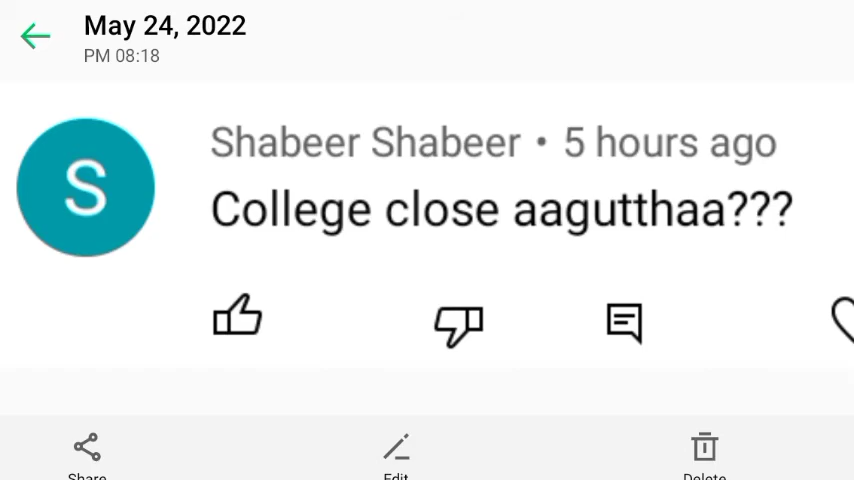 May 24, 2022
PM 08:18
S
Shabeer Shabeer • 5 hours ago
College close aagutthaa???
Share
Edit
Delete